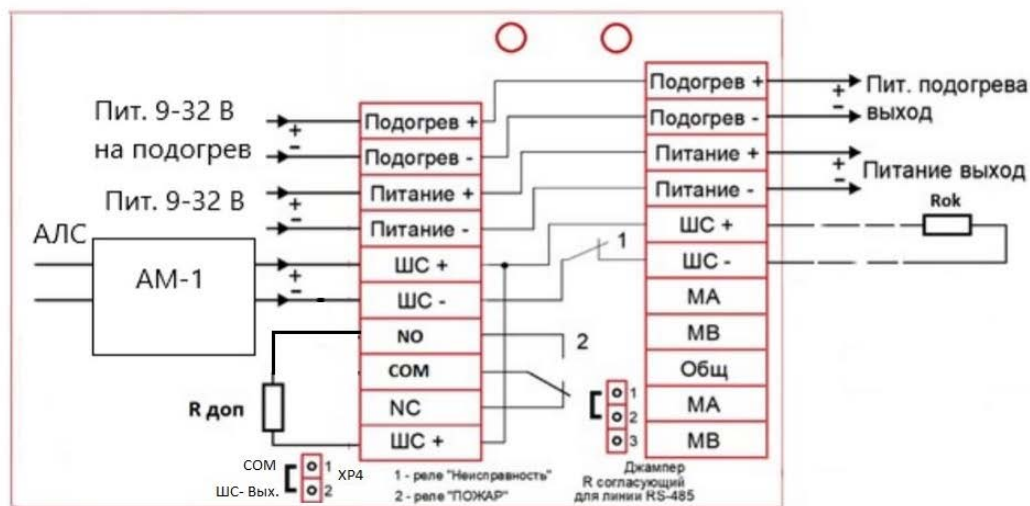 Пит. 9-32 В
на подогрев
+
-
Пит. 9-32 В
+
-
АЛС
АМ-1
+
-
R доп
Подогрев +
Подогрев -
Питание +
Питание -
ШС +
ШС -
NO
COM
NC
ШС +
1
2
Подогрев +
Подогрев -
Питание +
Питание -
ШС +
ШС -
МА
МВ
Общ
МА
МВ
+
-
Пит. подогрева
выход
+
-
Питание выход
Rok
1
2
3
Джампер
R согласующий
для линии RS-485
COM
ШС- Вых.
1
2
XP4
1 - реле "Неисправность"
2 - реле "ПОЖАР"